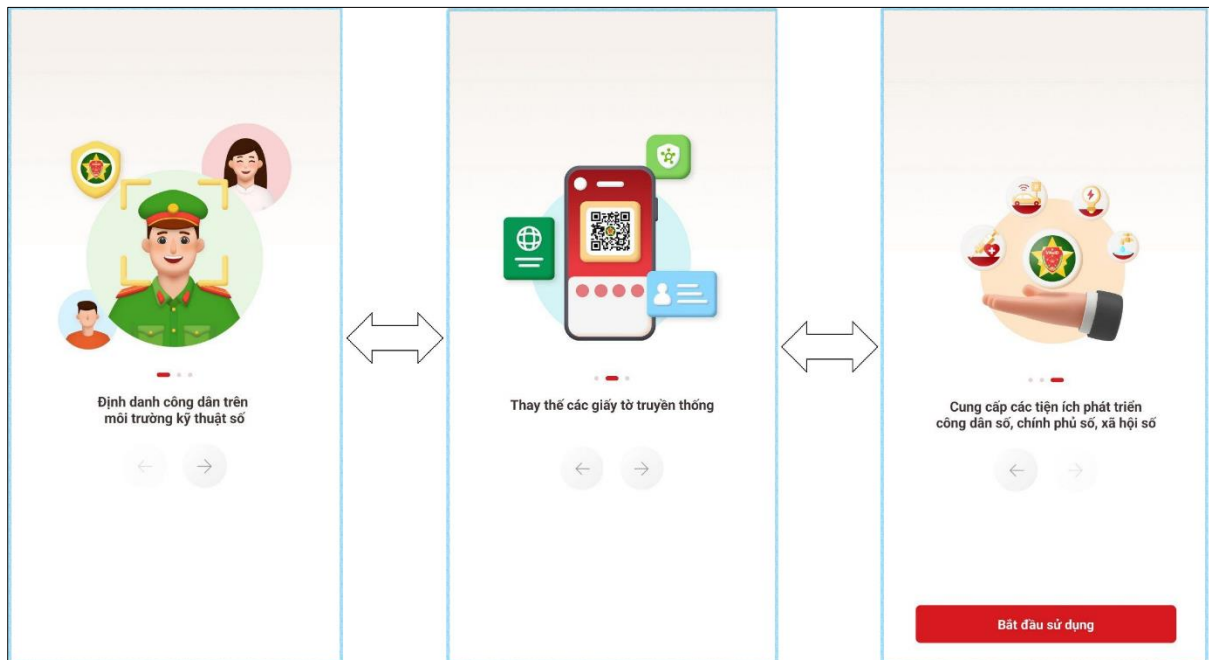 Định danh công dân trên
môi trường kỹ thuật số
Thay thế các giấy tờ truyền thống
Cung cấp các tiện ích phát triển
công dân số, chính phủ số, xã hội số
Bắt đầu sử dụng